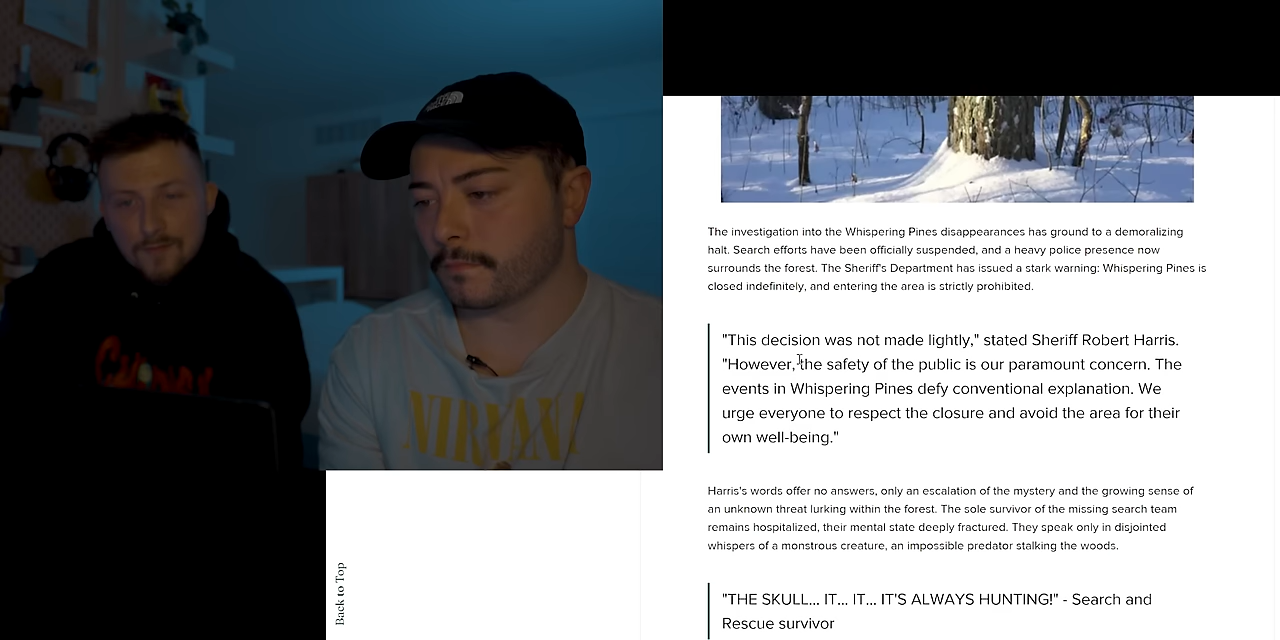 NIRVANA
The investigation into the Whispering Pines disappearances has ground to a demoralizing
halt. Search efforts have been officially suspended, and a heavy police presence now
surrounds the forest. The Sheriff's Department has issued a stark warning: Whispering Pines is
closed indefinitely, and entering the area is strictly prohibited.
"This decision was not made lightly," stated Sheriff Robert Harris.
"However, the safety of the public is our paramount concern. The
events in Whispering Pines defy conventional explanation. We
urge everyone to respect the closure and avoid the area for their
own well-being."
Harris's words offer no answers, only an escalation of the mystery and the growing sense of
an unknown threat lurking within the forest. The sole survivor of the missing search team
remains hospitalized, their mental state deeply fractured. They speak only in disjointed
whispers of a monstrous creature, an impossible predator stalking the woods.
"THE SKULL... IT... IT... IT'S ALWAYS HUNTING!" - Search and
Rescue survivor
Back to Top